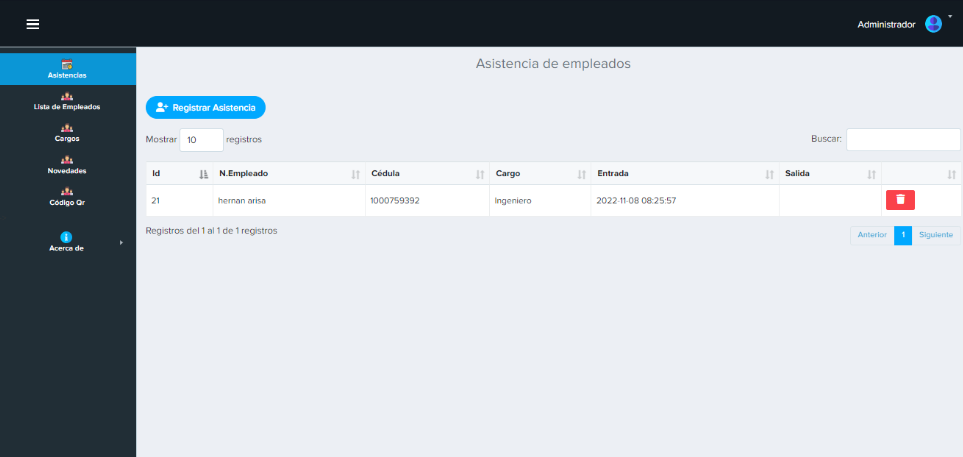 Administrador
Asistencias
Lista de Empleados
Cargos
Novedades
Código Qr
Acerca de
Asistencia de empleados
Registrar Asistencia
Mostrar 10 registros
Buscar:
Id N.Empleado Cédula Cargo Entrada Salida
21 hernan arisa 1000759392 Ingeniero 2022-11-08 08:25:57
Registros del 1 al 1 de 1 registros
Anterior 1 Siguiente